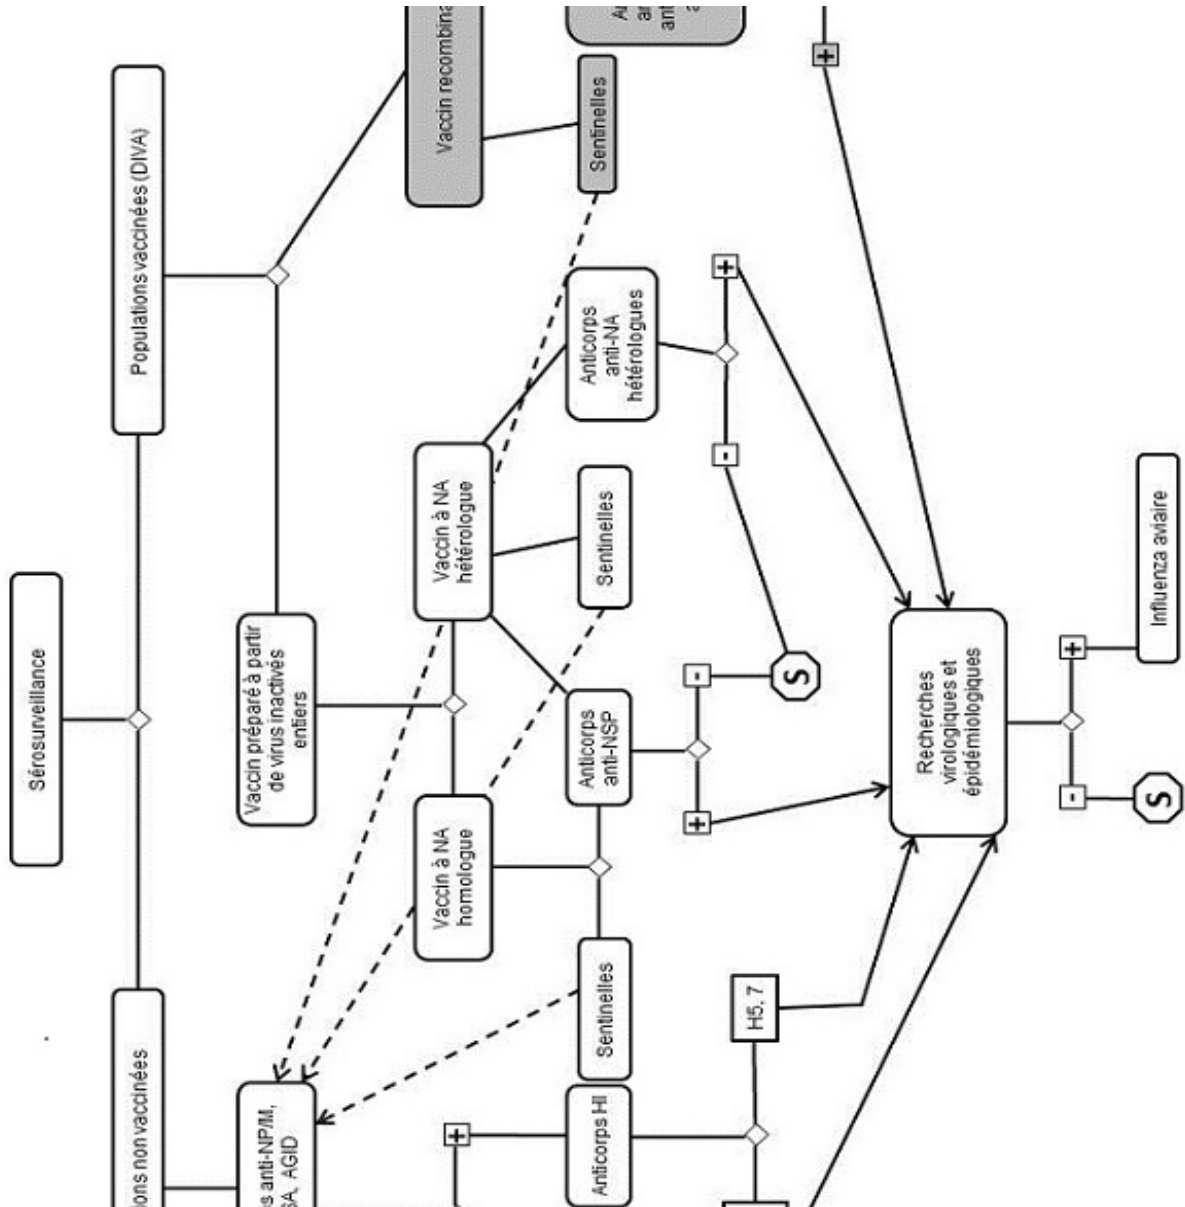 Sérosurveillance
ions non vaccinées
Populations vaccinées (DIVA)
os anti-NP/M,
SA, AGID
Vaccin préparé à partir
de virus inactivés
entiers
Vaccin à NA
homologue
Vaccin à NA
hétérologue
Vaccin recombina
+
Anticorps HI
Sentinelles
Anticorps
anti-NSP
Sentinelles
Anticorps
anti-NA
hétérologues
Sentinelles
H5, 7
+
-
S
-
+
+
Recherches
virologiques et
épidémiologiques
-
+
S
Influenza aviaire